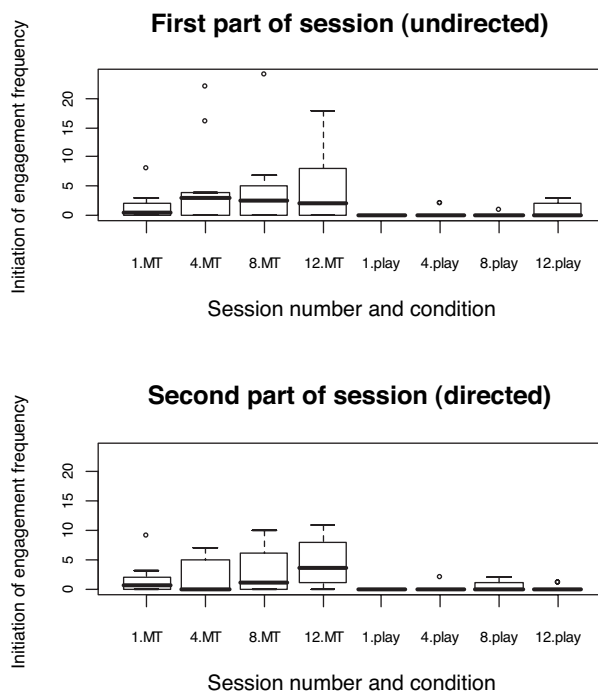 First part of session (undirected)
Initiation of engagement frequency
20
15
10
5
0
1.MT 4.MT 8.MT 12.MT 1.play 4.play 8.play 12.play
Session number and condition
Second part of session (directed)
Initiation of engagement frequency
20
15
10
5
0
1.MT 4.MT 8.MT 12.MT 1.play 4.play 8.play 12.play
Session number and condition